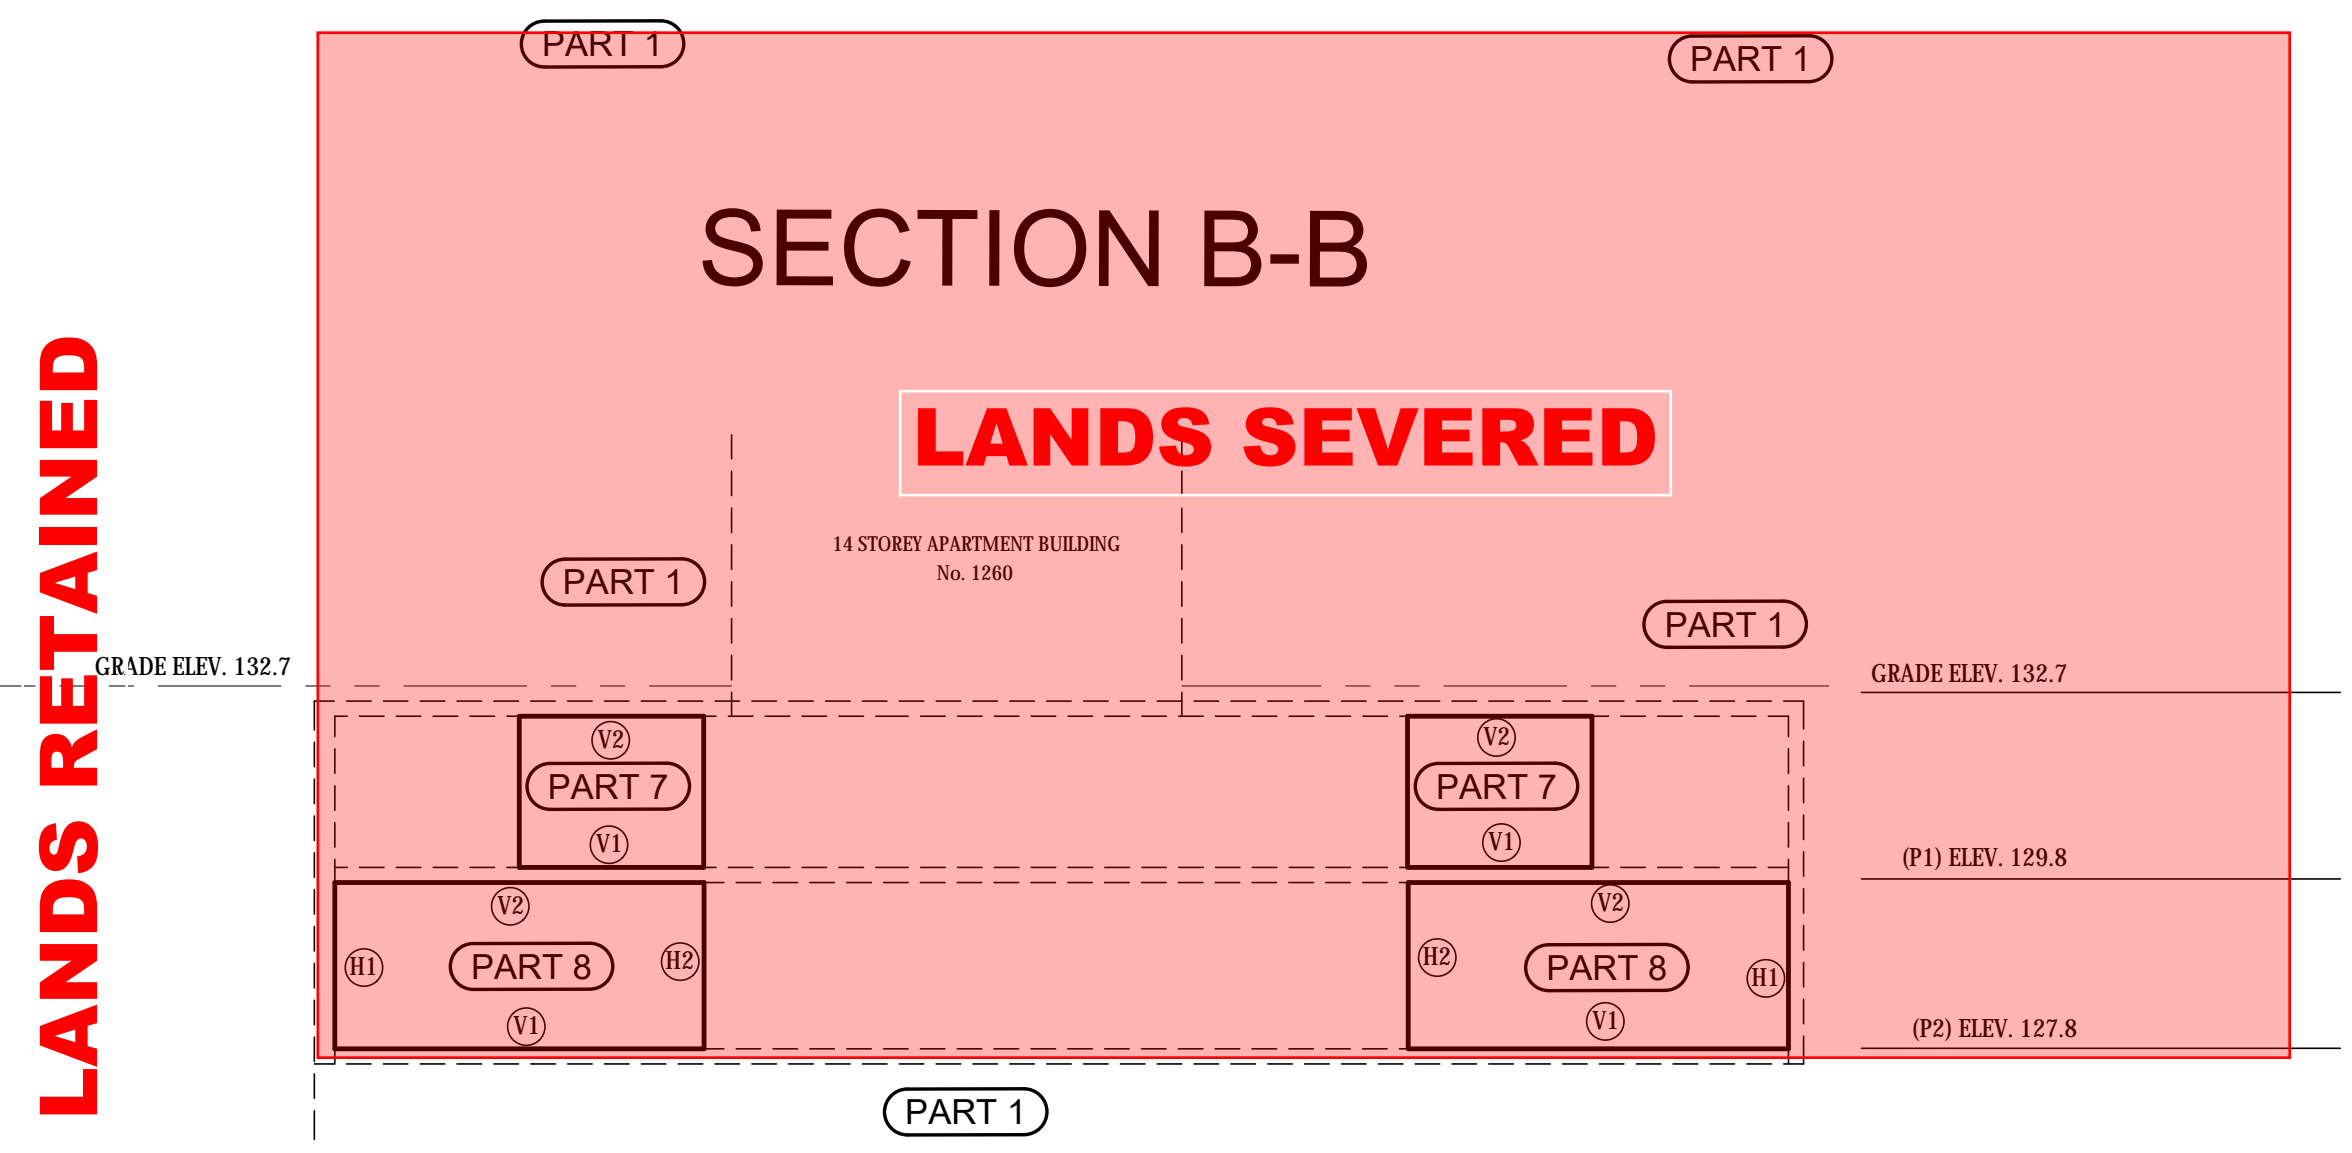 PART 1
PART 1
SECTION B-B
LANDS RETAINED
LANDS SEVERED
14 STOREY APARTMENT BUILDING
No. 1260
PART 1
PART 1
GRADE ELEV. 132.7
GRADE ELEV. 132.7
V2
V2
PART 7
PART 7
V1
V1
(P1) ELEV. 129.8
V2
V2
H1
PART 8
H2
H2
PART 8
H1
V1
V1
(P2) ELEV. 127.8
PART 1